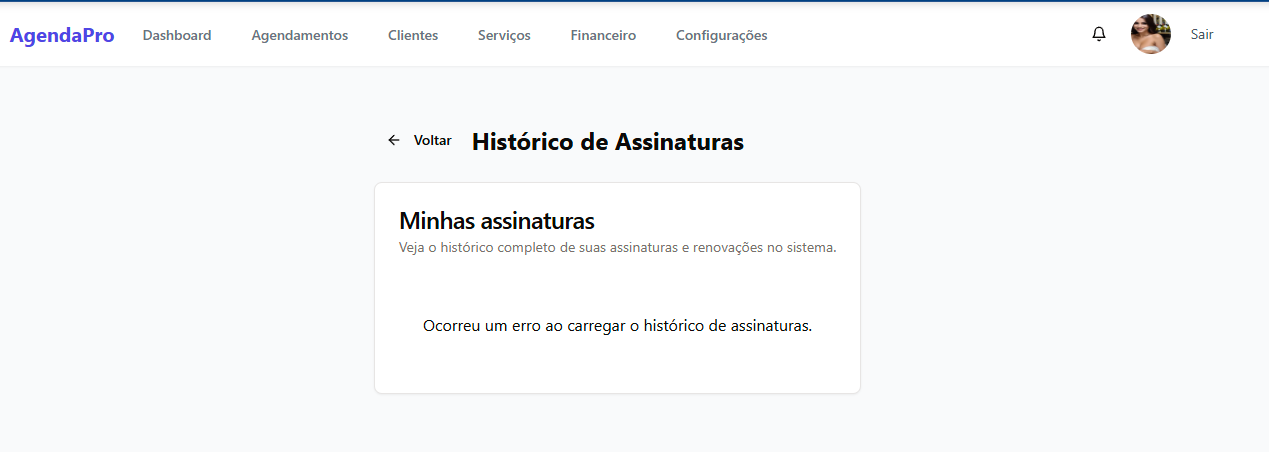 AgendaPro Dashboard Agendamentos Clientes Serviços Financeiro Configurações Sair
Voltar Histórico de Assinaturas
Minhas assinaturas
Veja o histórico completo de suas assinaturas e renovações no sistema.
Ocorreu um erro ao carregar o histórico de assinaturas.